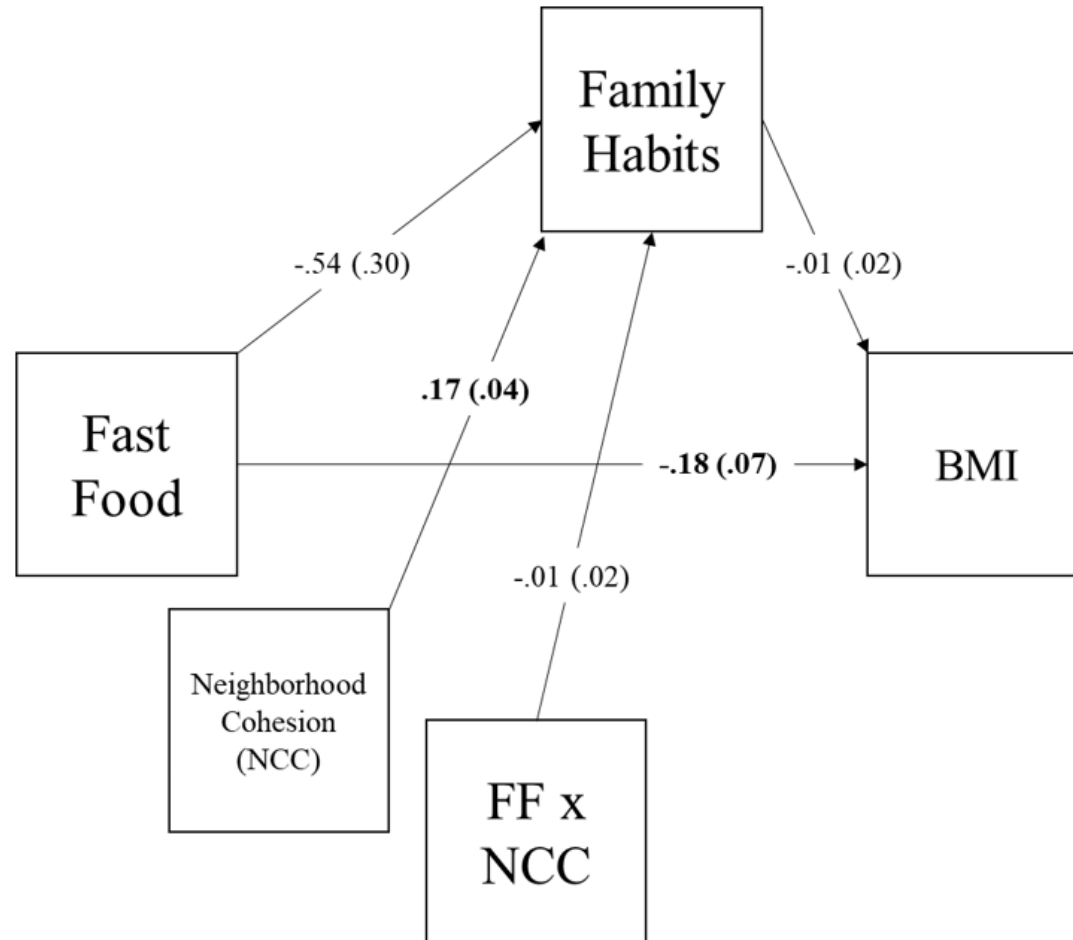 Family
Habits
-.54 (.30)
-.01 (.02)
.17 (.04)
Fast
Food
-.18 (.07)
BMI
-.01 (.02)
Neighborhood
Cohesion
(NCC)
FF x
NCC